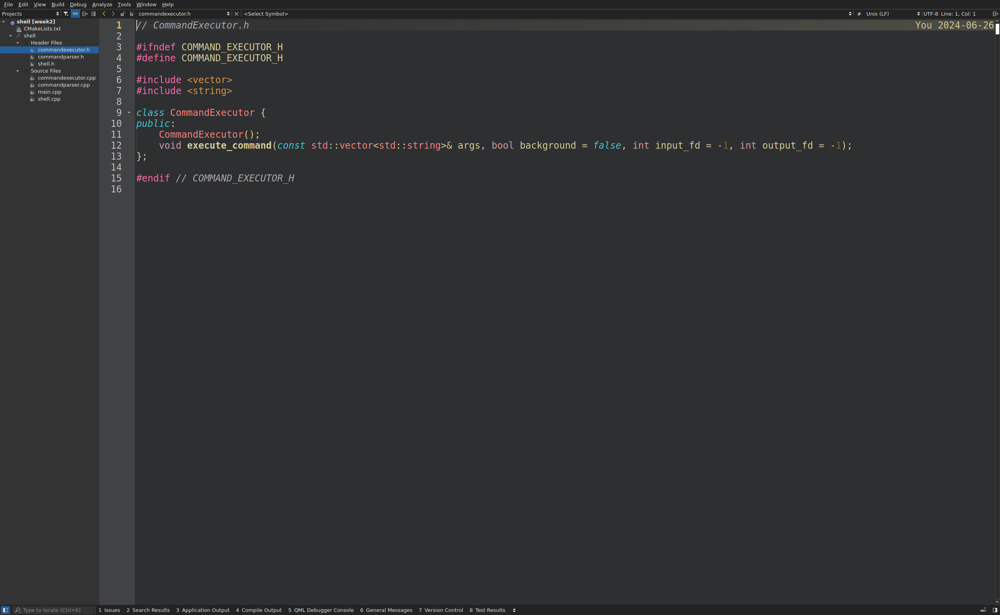 File Edit View Build Debug Analyze Tools Window Help
Projects commandexecutor.h <Select Symbol> # Unix (LF) UTF-8 Line: 1, Col: 1
shell [week2]
CMakeLists.txt
shell
Header Files
commandexecutor.h
commandparser.h
shell.h
Source Files
commandexecutor.cpp
commandparser.cpp
main.cpp
shell.cpp
1 // CommandExecutor.h You 2024-06-26
2
3 #ifndef COMMAND_EXECUTOR_H
4 #define COMMAND_EXECUTOR_H
5
6 #include <vector>
7 #include <string>
8
9 class CommandExecutor {
10 public:
11     CommandExecutor();
12     void execute_command(const std::vector<std::string>& args, bool background = false, int input_fd = -1, int output_fd = -1);
13 };
14
15 #endif // COMMAND_EXECUTOR_H
16
Type to locate (Ctrl+K) 1 Issues 2 Search Results 3 Application Output 4 Compile Output 5 QML Debugger Console 6 General Messages 7 Version Control 8 Test Results